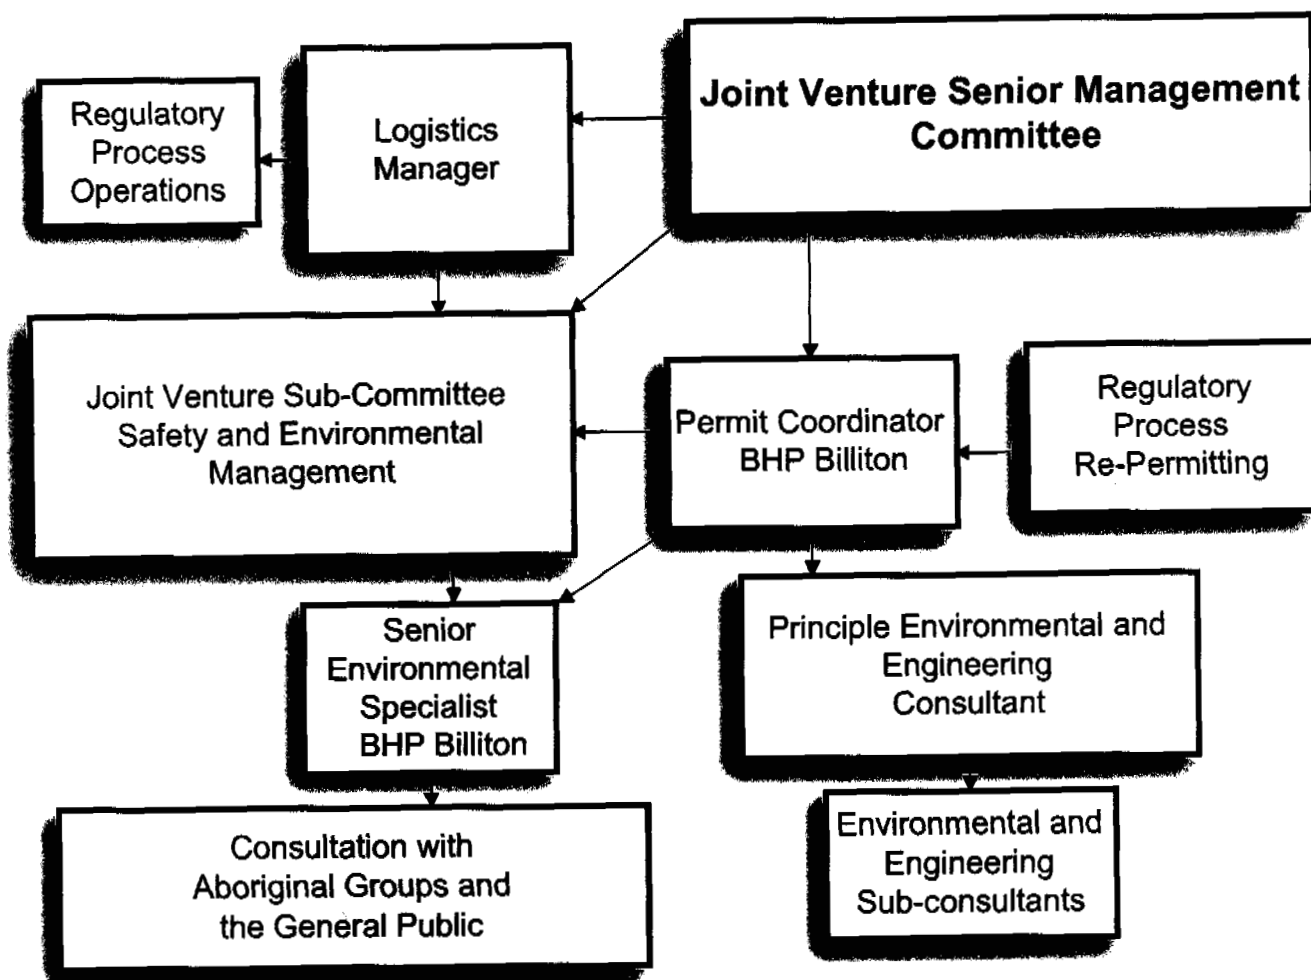 Regulatory
Process
Operations
Logistics
Manager
Joint Venture Senior Management
Committee
Joint Venture Sub-Committee
Safety and Environmental
Management
Permit Coordinator
BHP Billiton
Regulatory
Process
Re-Permitting
Senior
Environmental
Specialist
BHP Billiton
Principle Environmental and
Engineering
Consultant
Consultation with
Aboriginal Groups and
the General Public
Environmental and
Engineering
Sub-consultants